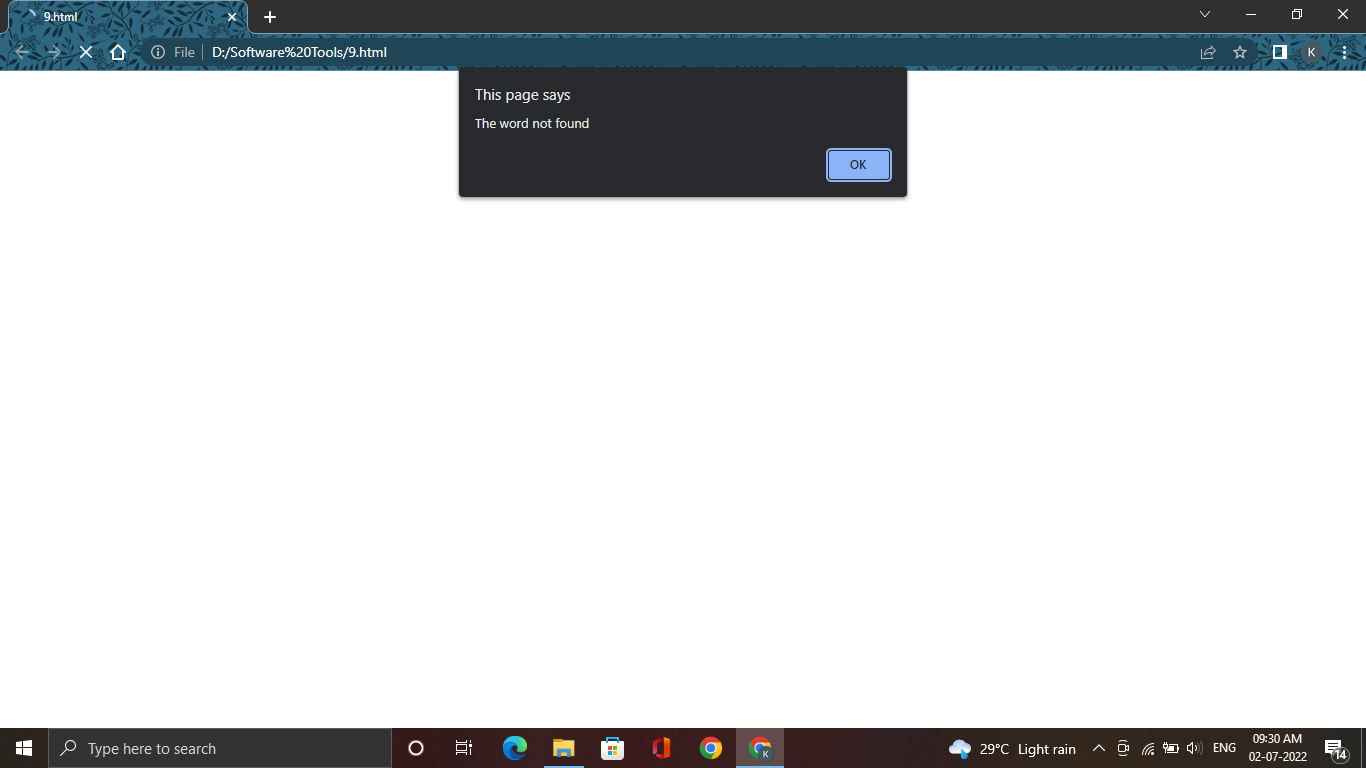 9.html
File
D:/Software%20Tools/9.html
K
This page says
The word not found
OK
Type here to search
K
29°C Light rain
ENG
09:30 AM
02-07-2022
14